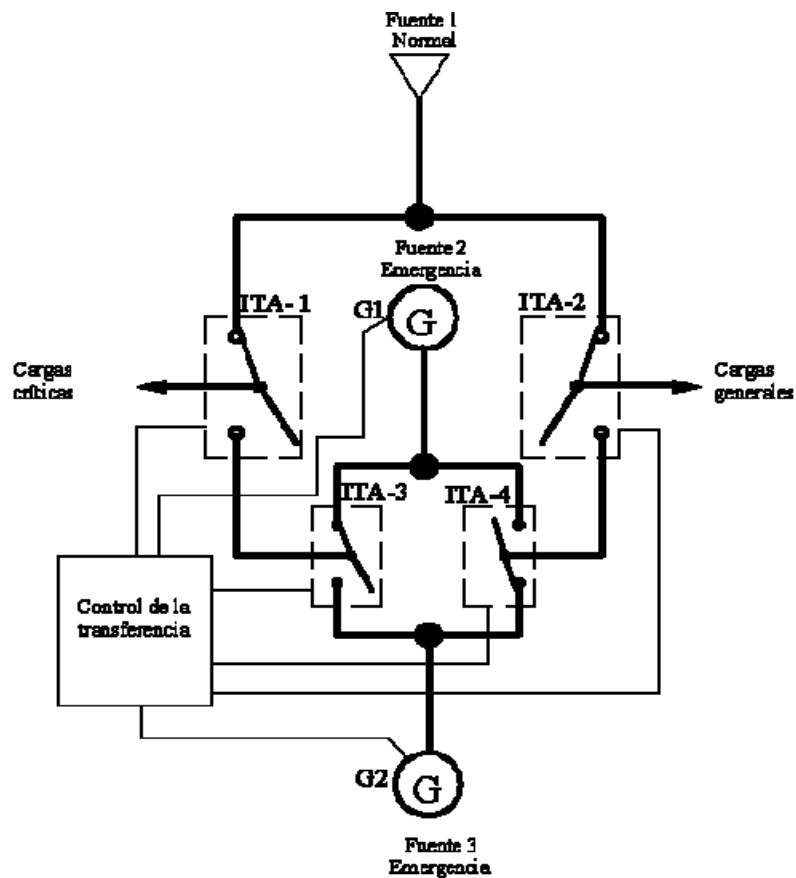 Fuente 1
Normal
Fuente 2
Emergencia
ITA-1
G1
G
ITA-2
Cargas
críticas
Cargas
generales
ITA-3
ITA-4
Control de la
transferencia
G2
G
Fuente 3
Emergencia